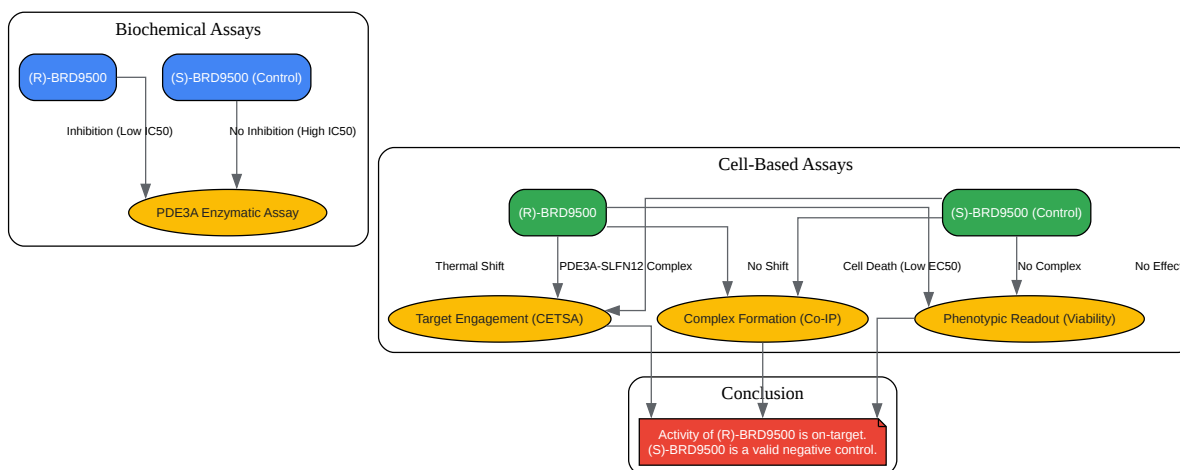 Biochemical Assays
(R)-BRD9500
(S)-BRD9500 (Control)
Inhibition (Low IC50)
No Inhibition (High IC50)
PDE3A Enzymatic Assay
Cell-Based Assays
(R)-BRD9500
(S)-BRD9500 (Control)
Thermal Shift
PDE3A-SLFN12 Complex
No Shift
Cell Death (Low EC50)
No Complex
No Effect
Target Engagement (CETSA)
Complex Formation (Co-IP)
Phenotypic Readout (Viability)
Conclusion
Activity of (R)-BRD9500 is on-target.
(S)-BRD9500 is a valid negative control.